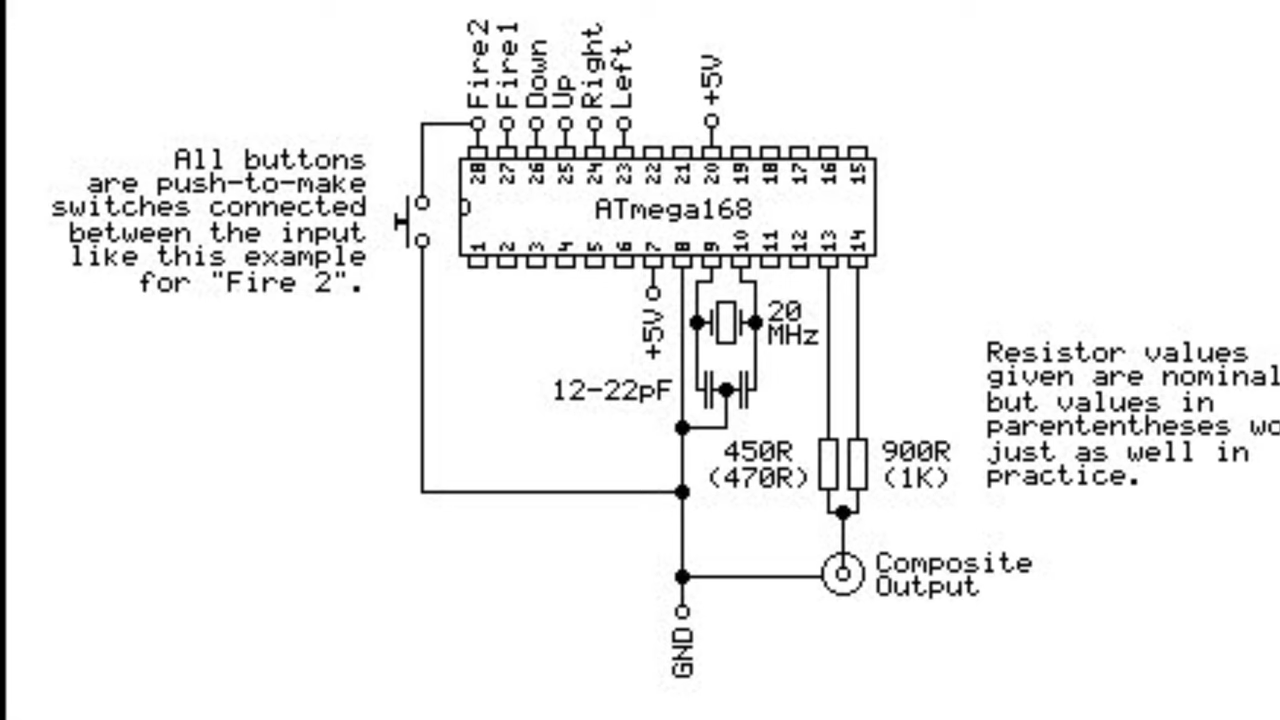 Fire2
Fire1
Down
Up
Right
Left
+5V
All buttons
are push-to-make
switches connected
between the input
like this example
for "Fire 2".
28 27 26 25 24 23 22 21 20 19 18 17 16 15
ATmega168
1 2 3 4 5 6 7 8 9 10 11 12 13 14
+5V
20
MHz
12-22pF
450R
(470R)
900R
(1K)
Resistor values
given are nominal
but values in
parententheses wo
just as well in
practice.
Composite
Output
GND